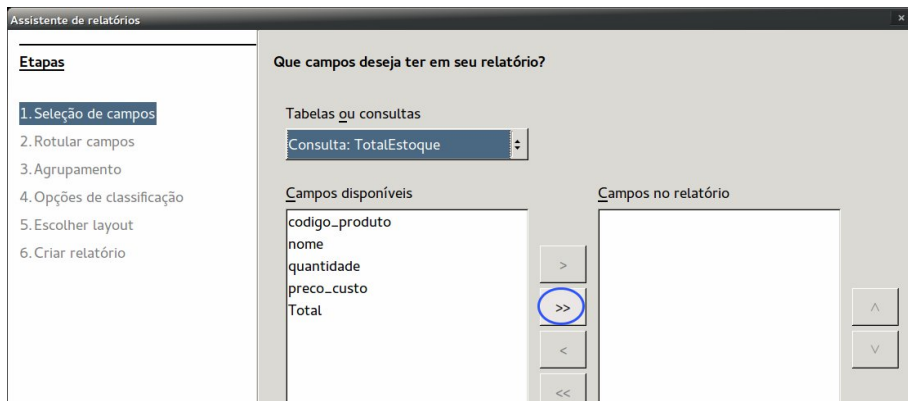 Assistente de relatórios
x
Etapas
Que campos deseja ter em seu relatório?
1. Seleção de campos
2. Rotular campos
3. Agrupamento
4. Opções de classificação
5. Escolher layout
6. Criar relatório
Tabelas ou consultas
Consulta: TotalEstoque
Campos disponíveis
codigo_produto
nome
quantidade
preco_custo
Total
>
>>
<
<<
Campos no relatório